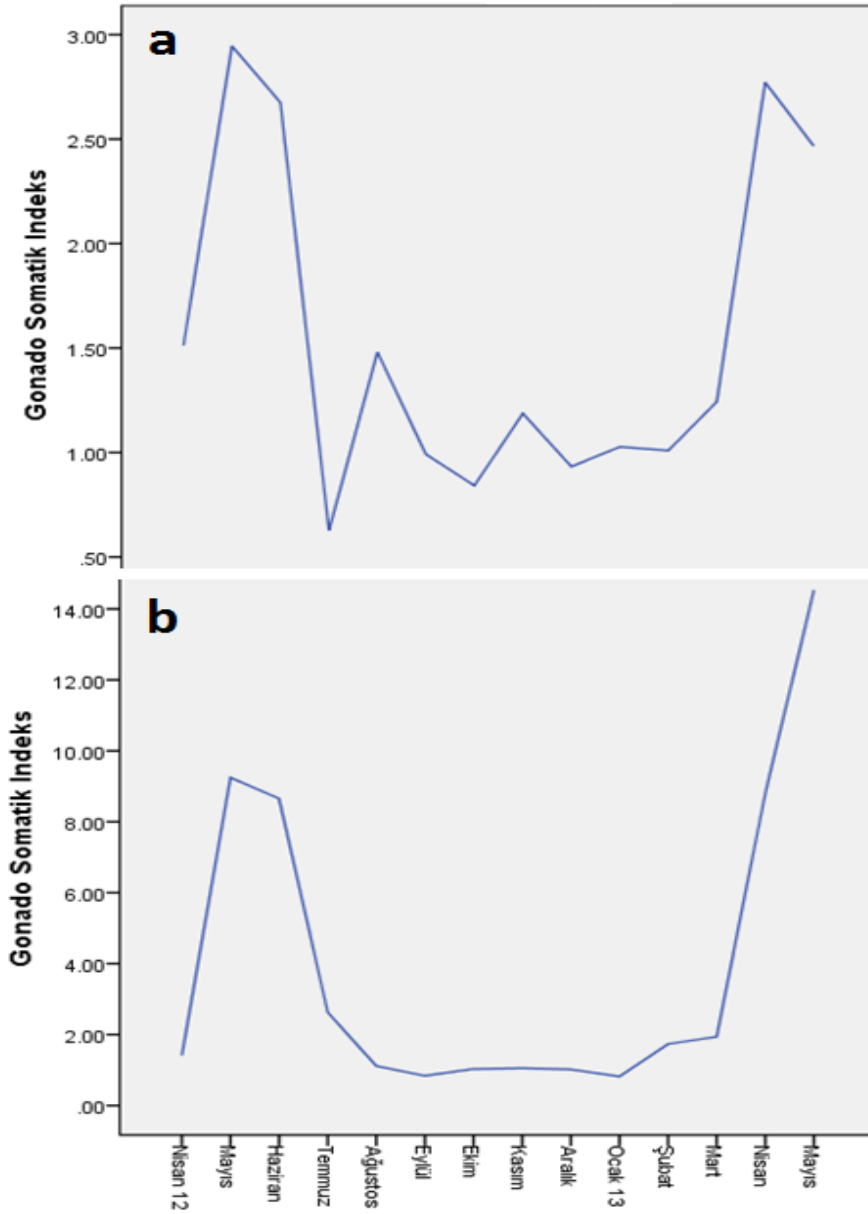 a
Gonado Somatik Indeks
3.00
2.50
2.00
1.50
1.00
.50
b
Gonado Somatik Indeks
14.00
12.00
10.00
8.00
6.00
4.00
2.00
.00
Nisan 12
Mayıs
Haziran
Temmuz
Ağustos
Eylül
Ekim
Kasım
Aralık
Ocak 13
Şubat
Mart
Nisan
Mayıs